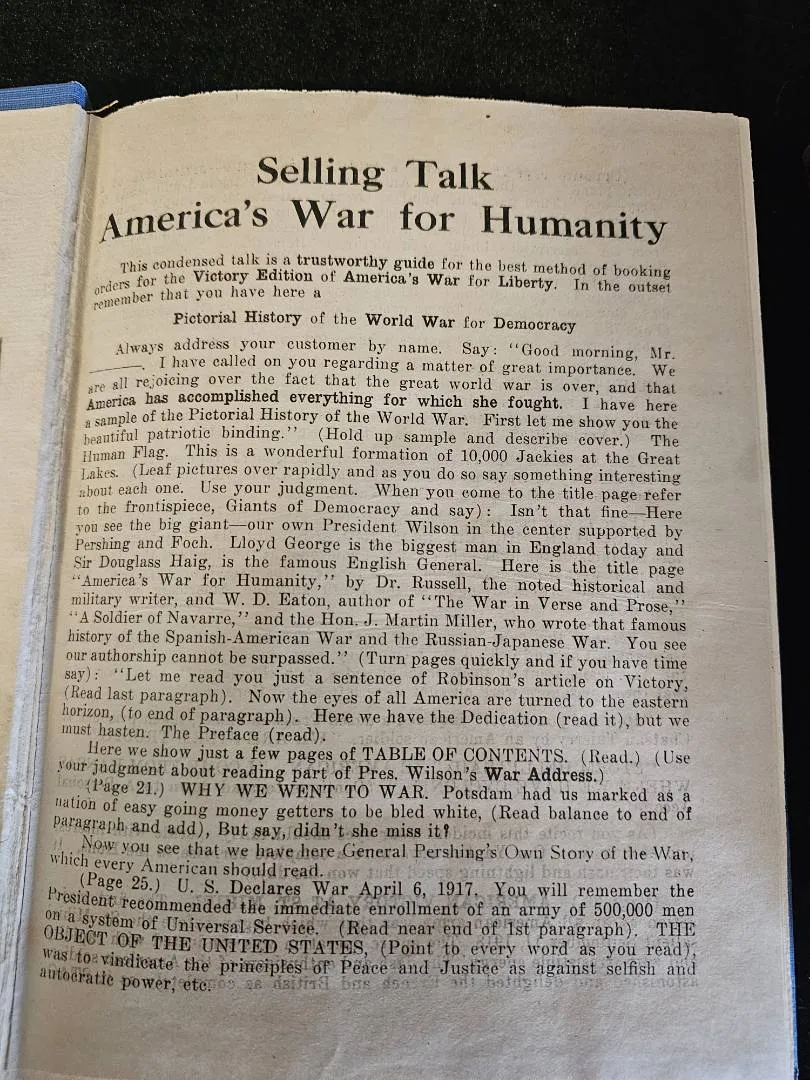 Selling Talk
America's War for Humanity
This condensed talk is a trustworthy guide for the best method of booking
orders for the Victory Edition of America's War for Liberty. In the outset
remember that you have here a
Pictorial History of the World War for Democracy
Always address your customer by name. Say: "Good morning, Mr.
———. I have called on you regarding a matter of great importance. We
are all rejoicing over the fact that the great world war is over, and that
America has accomplished everything for which she fought. I have here
a sample of the Pictorial History of the World War. First let me show you the
beautiful patriotic binding." (Hold up sample and describe cover.) The
Human Flag. This is a wonderful formation of 10,000 Jackies at the Great
Lakes. (Leaf pictures over rapidly and as you do so say something interesting
about each one. Use your judgment. When you come to the title page refer
to the frontispiece, Giants of Democracy and say): Isn't that fine—Here
you see the big giant—our own President Wilson in the center supported by
Pershing and Foch. Lloyd George is the biggest man in England today and
Sir Douglass Haig, is the famous English General. Here is the title page
"America's War for Humanity," by Dr. Russell, the noted historical and
military writer, and W. D. Eaton, author of "The War in Verse and Prose,"
"A Soldier of Navarre," and the Hon. J. Martin Miller, who wrote that famous
history of the Spanish-American War and the Russian-Japanese War. You see
our authorship cannot be surpassed." (Turn pages quickly and if you have time
say): "Let me read you just a sentence of Robinson's article on Victory,
(Read last paragraph). Now the eyes of all America are turned to the eastern
horizon, (to end of paragraph). Here we have the Dedication (read it), but we
must hasten. The Preface (read).
Here we show just a few pages of TABLE OF CONTENTS. (Read.) (Use
your judgment about reading part of Pres. Wilson's War Address.)
(Page 21.) WHY WE WENT TO WAR. Potsdam had us marked as a
nation of easy going money getters to be bled white, (Read balance to end of
paragraph and add), But say, didn't she miss it?
Now you see that we have here General Pershing's Own Story of the War,
which every American should read.
(Page 25.) U. S. Declares War April 6, 1917. You will remember the
President recommended the immediate enrollment of an army of 500,000 men
on a system of Universal Service. (Read near end of 1st paragraph). THE
OBJECT OF THE UNITED STATES, (Point to every word as you read),
was to vindicate the principles of Peace and Justice as against selfish and
autocratic power, etc.